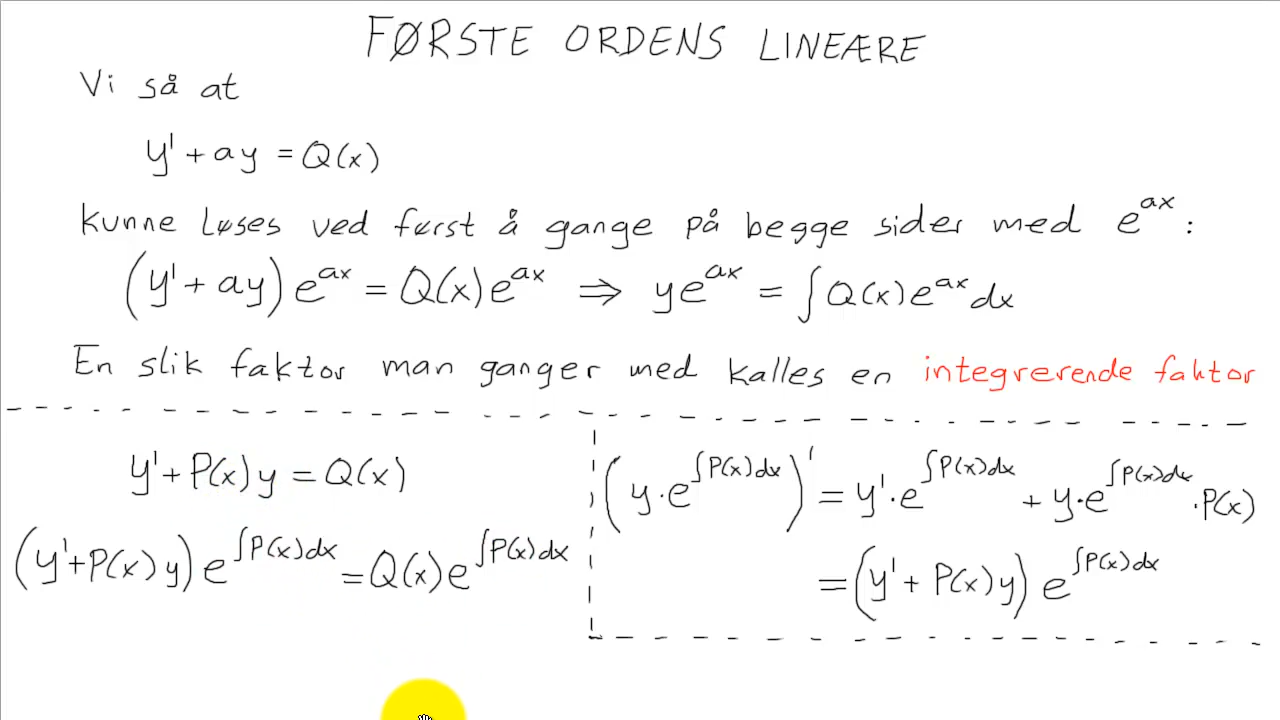 FØRSTE ORDENS LINEÆRE
Vi så at
y' + ay = Q(x)
kunne løses ved først å gange på begge sider med e^{ax} :
(y' + ay) e^{ax} = Q(x) e^{ax} ⇒ y e^{ax} = ∫ Q(x) e^{ax} dx
En slik faktor man ganger med kalles en integrerende faktor
y' + P(x) y = Q(x)
(y' + P(x) y) e^{∫P(x) dx} = Q(x) e^{∫P(x) dx}
(y · e^{∫P(x) dx})' = y' · e^{∫P(x) dx} + y · e^{∫P(x) dx} · P(x)
= (y' + P(x) y) e^{∫P(x) dx}